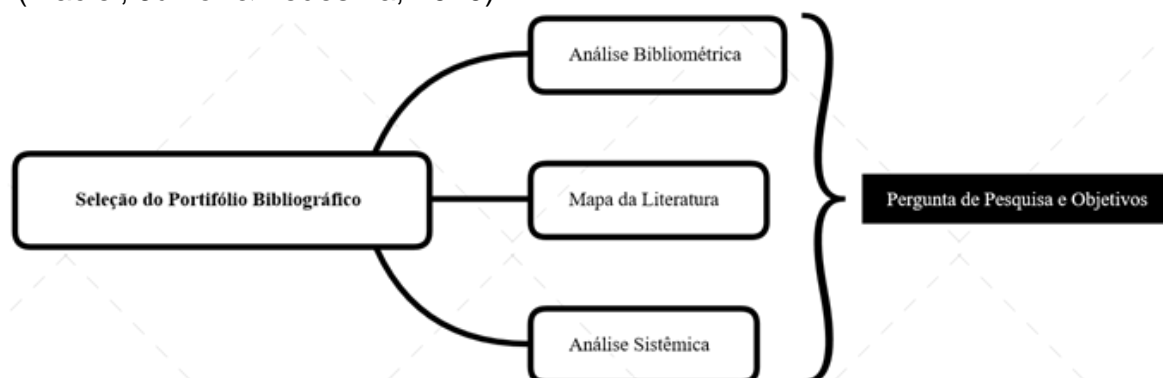 Análise Bibliométrica
Seleção do Portifólio Bibliográfico
Mapa da Literatura
Pergunta de Pesquisa e Objetivos
Análise Sistêmica